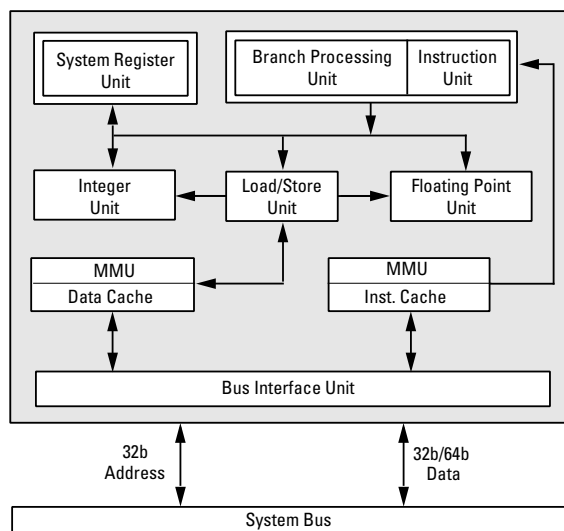 System Register
Unit
Branch Processing
Unit
Instruction
Unit
Integer
Unit
Load/Store
Unit
Floating Point
Unit
MMU
Data Cache
MMU
Inst. Cache
Bus Interface Unit
32b
Address
32b/64b
Data
System Bus